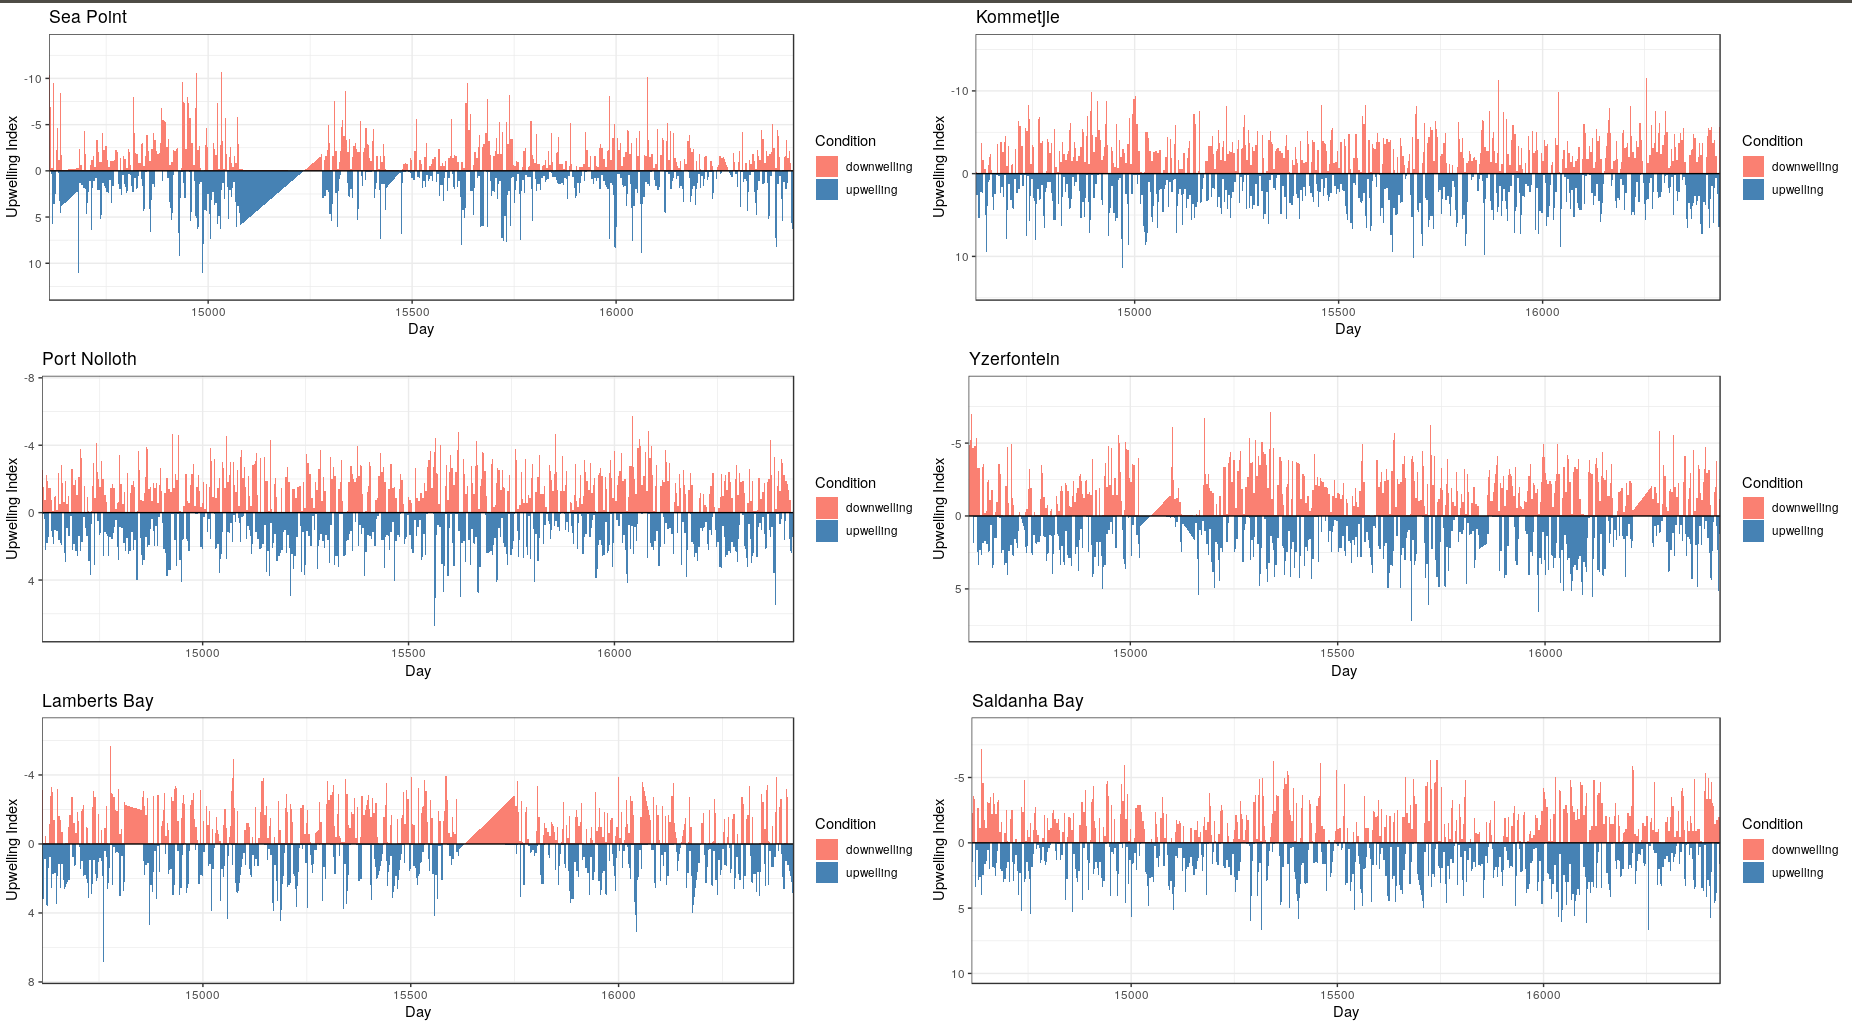 Sea Point
Upwelling Index
-10
-5
0
5
10
15000
15500
16000
Day
Condition
downwelling
upwelling
Kommetjie
Upwelling Index
-10
0
10
15000
15500
16000
Day
Condition
downwelling
upwelling
Port Nolloth
Upwelling Index
-8
-4
0
4
15000
15500
16000
Day
Condition
downwelling
upwelling
Yzerfontein
Upwelling Index
-5
0
5
15000
15500
16000
Day
Condition
downwelling
upwelling
Lamberts Bay
Upwelling Index
-4
0
4
8
15000
15500
16000
Day
Condition
downwelling
upwelling
Saldanha Bay
Upwelling Index
-5
0
5
10
15000
15500
16000
Day
Condition
downwelling
upwelling